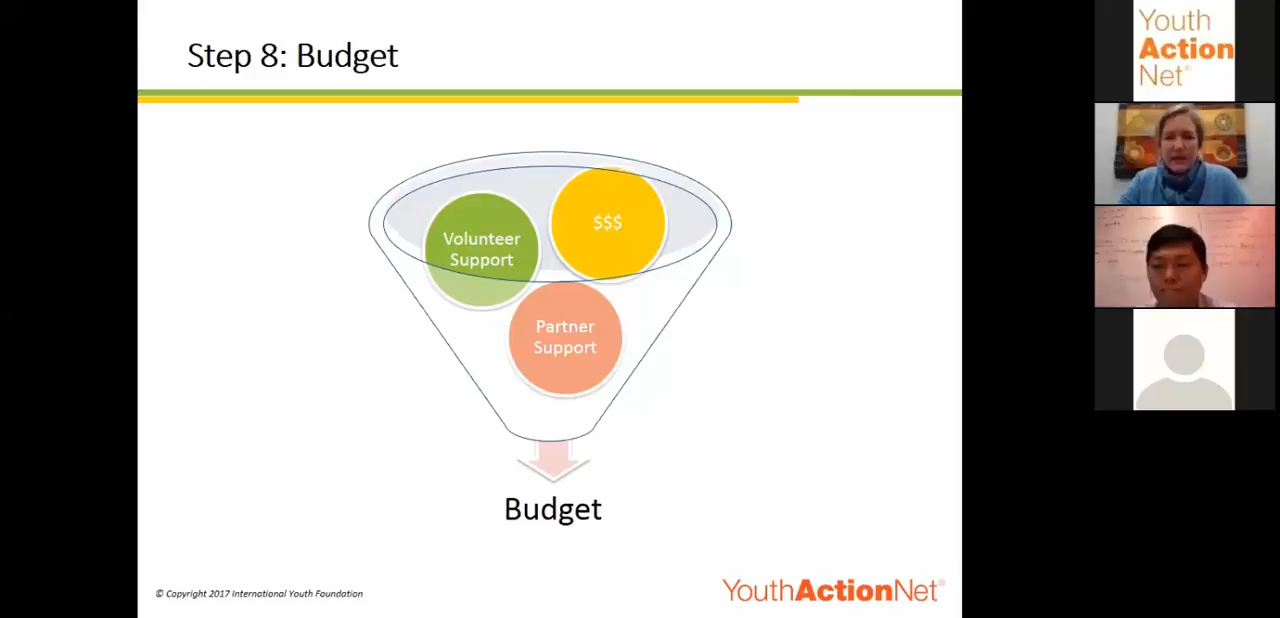 Step 8: Budget
Volunteer
Support
$$$
Partner
Support
Budget
© Copyright 2017 International Youth Foundation
YouthActionNet®
Youth
Action
Net®